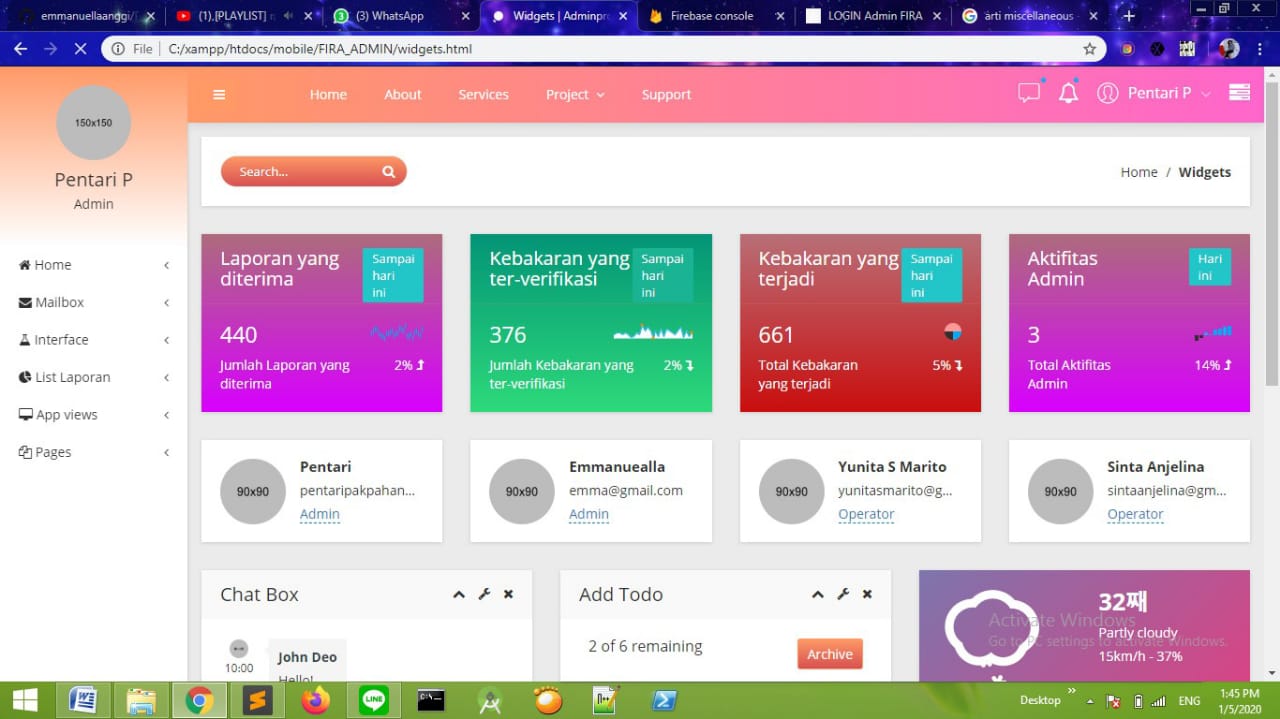 emmanuellaanggi/
(1).[PLAYLIST]
(3) WhatsApp
Widgets | Adminpro
Firebase console
LOGIN Admin FIRA
arti miscellaneous
File
C:/xampp/htdocs/mobile/FIRA_ADMIN/widgets.html
150x150
Pentari P
Admin
Home
Mailbox
Interface
List Laporan
App views
Pages
Home About Services Project Support
Pentari P
Search...
Home / Widgets
Laporan yang
diterima
Sampai
hari
ini
440
Jumlah Laporan yang
diterima
2%
Kebakaran yang
ter-verifikasi
Sampai
hari
ini
376
Jumlah Kebakaran yang
ter-verifikasi
2%
Kebakaran yang
terjadi
Sampai
hari
ini
661
Total Kebakaran
yang terjadi
5%
Aktifitas
Admin
Hari
ini
3
Total Aktifitas
Admin
14%
90x90
Pentari
pentaripakpahan...
Admin
90x90
Emmanuealla
emma@gmail.com
Admin
90x90
Yunita S Marito
yunitasmarito@g...
Operator
90x90
Sinta Anjelina
sintaanjelina@gm...
Operator
Chat Box
10:00
John Deo
Hello!
Add Todo
2 of 6 remaining
Archive
32째
Partly cloudy
15km/h - 37%
Activate Windows
Go to PC settings to activate Windows.
Desktop
ENG
1:45 PM
1/5/2020